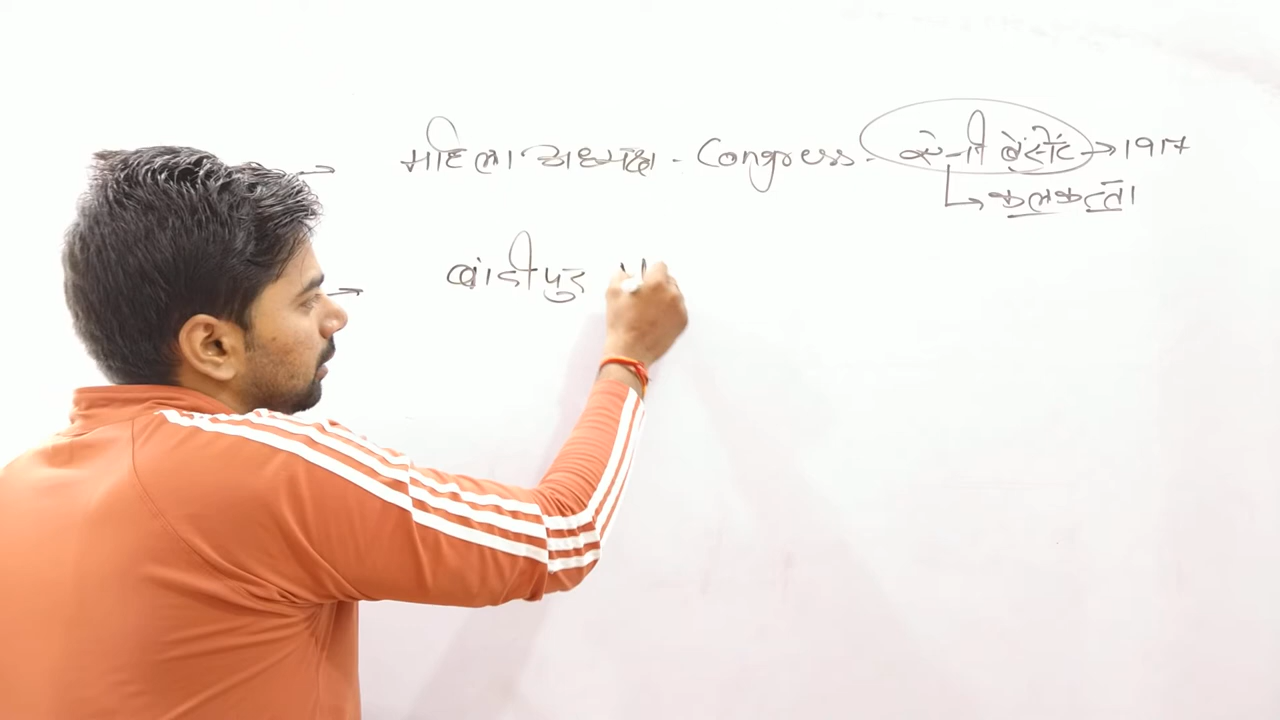 → महिला अध्यक्ष - Congress - एनी बेसेंट → 1917
↳ कलकत्ता
→ बांडीपुर